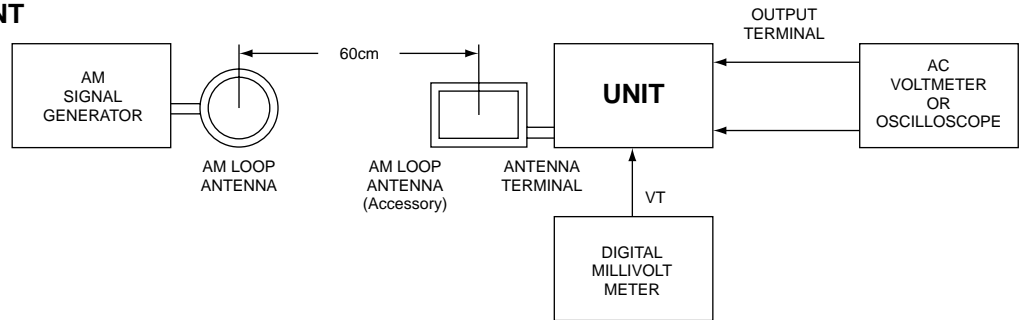 NT
OUTPUT
TERMINAL
60cm
AM
SIGNAL
GENERATOR
UNIT
AC
VOLTMETER
OR
OSCILLOSCOPE
AM LOOP
ANTENNA
AM LOOP
ANTENNA
(Accessory)
ANTENNA
TERMINAL
VT
DIGITAL
MILLIVOLT
METER